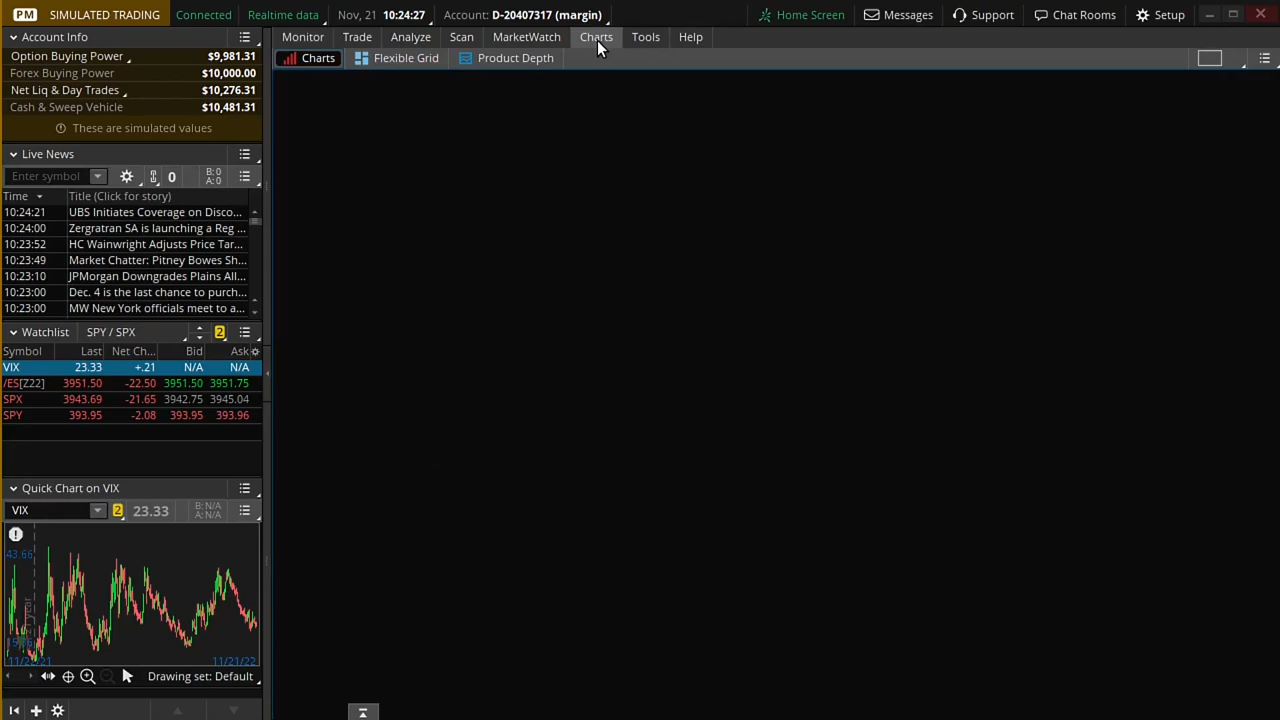 PM SIMULATED TRADING Connected Realtime data Nov, 21 10:24:27 Account: D-20407317 (margin) Home Screen Messages Support Chat Rooms Setup
Account Info
Option Buying Power $9,981.31
Forex Buying Power $10,000.00
Net Liq & Day Trades $10,276.31
Cash & Sweep Vehicle $10,481.31
These are simulated values
Live News
Enter symbol 0 B: 0 A: 0
Time Title (Click for story)
10:24:21 UBS Initiates Coverage on Disco...
10:24:00 Zergratran SA is launching a Reg ...
10:23:52 HC Wainwright Adjusts Price Tar...
10:23:49 Market Chatter: Pitney Bowes Sh...
10:23:10 JPMorgan Downgrades Plains All...
10:23:00 Dec. 4 is the last chance to purch...
10:23:00 MW New York officials meet to a...
Watchlist SPY / SPX 2
Symbol Last Net Ch... Bid Ask
VIX 23.33 +.21 N/A N/A
/ES[Z22] 3951.50 -22.50 3951.50 3951.75
SPX 3943.69 -21.65 3942.75 3945.04
SPY 393.95 -2.08 393.95 393.96
Quick Chart on VIX
VIX 2 23.33 B: N/A A: N/A
43.66
year
11/22/21 11/21/22
Drawing set: Default
Monitor Trade Analyze Scan MarketWatch Charts Tools Help
Charts Flexible Grid Product Depth